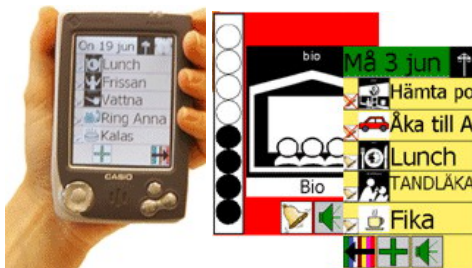 On 19 jun
Lunch
Frissan
Vattna
Ring Anna
Kalas
CASIO
bio
Bio
Må 3 jun
Hämta po
Åka till A
Lunch
TANDLÄKA
Fika